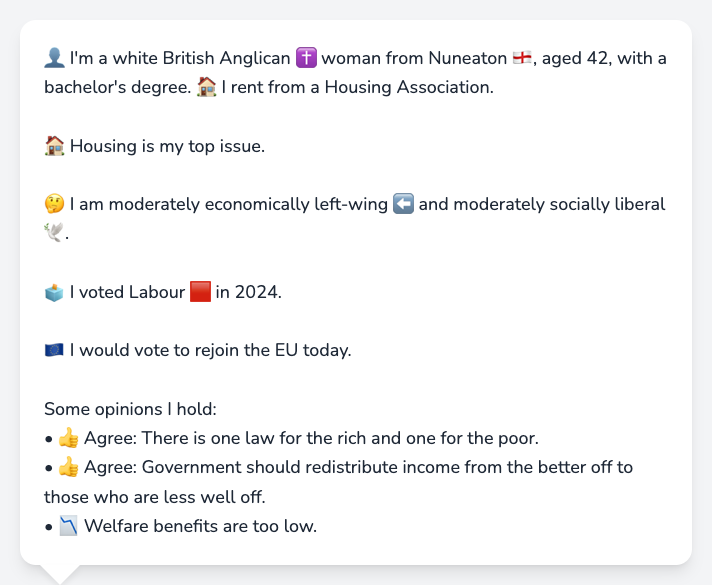 👤 I'm a white British Anglican ✝️ woman from Nuneaton 🏴󠁧󠁢󠁥󠁮󠁧󠁿, aged 42, with a
bachelor's degree. 🏠 I rent from a Housing Association.
🏠 Housing is my top issue.
🤔 I am moderately economically left-wing ⬅️ and moderately socially liberal
🕊️.
🗳️ I voted Labour 🟥 in 2024.
🇪🇺 I would vote to rejoin the EU today.
Some opinions I hold:
• 👍 Agree: There is one law for the rich and one for the poor.
• 👍 Agree: Government should redistribute income from the better off to
those who are less well off.
• 📉 Welfare benefits are too low.